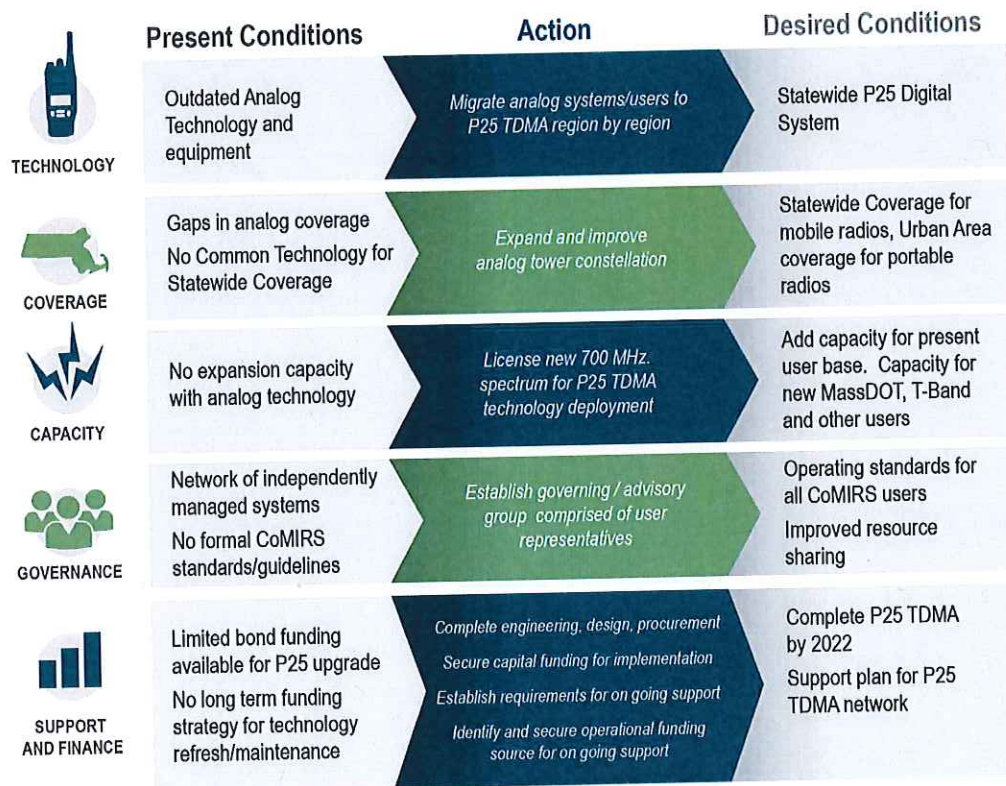 Present Conditions
Action
Desired Conditions
TECHNOLOGY
Outdated Analog
Technology and
equipment
Migrate analog systems/users to
P25 TDMA region by region
Statewide P25 Digital
System
COVERAGE
Gaps in analog coverage
No Common Technology for
Statewide Coverage
Expand and improve
analog tower constellation
Statewide Coverage for
mobile radios, Urban Area
coverage for portable
radios
CAPACITY
No expansion capacity
with analog technology
License new 700 MHz.
spectrum for P25 TDMA
technology deployment
Add capacity for present
user base. Capacity for
new MassDOT, T-Band
and other users
GOVERNANCE
Network of independently
managed systems
No formal CoMIRS
standards/guidelines
Establish governing / advisory
group comprised of user
representatives
Operating standards for
all CoMIRS users
Improved resource
sharing
SUPPORT
AND FINANCE
Limited bond funding
available for P25 upgrade
No long term funding
strategy for technology
refresh/maintenance
Complete engineering, design, procurement
Secure capital funding for implementation
Establish requirements for on going support
Identify and secure operational funding
source for on going support
Complete P25 TDMA
by 2022
Support plan for P25
TDMA network